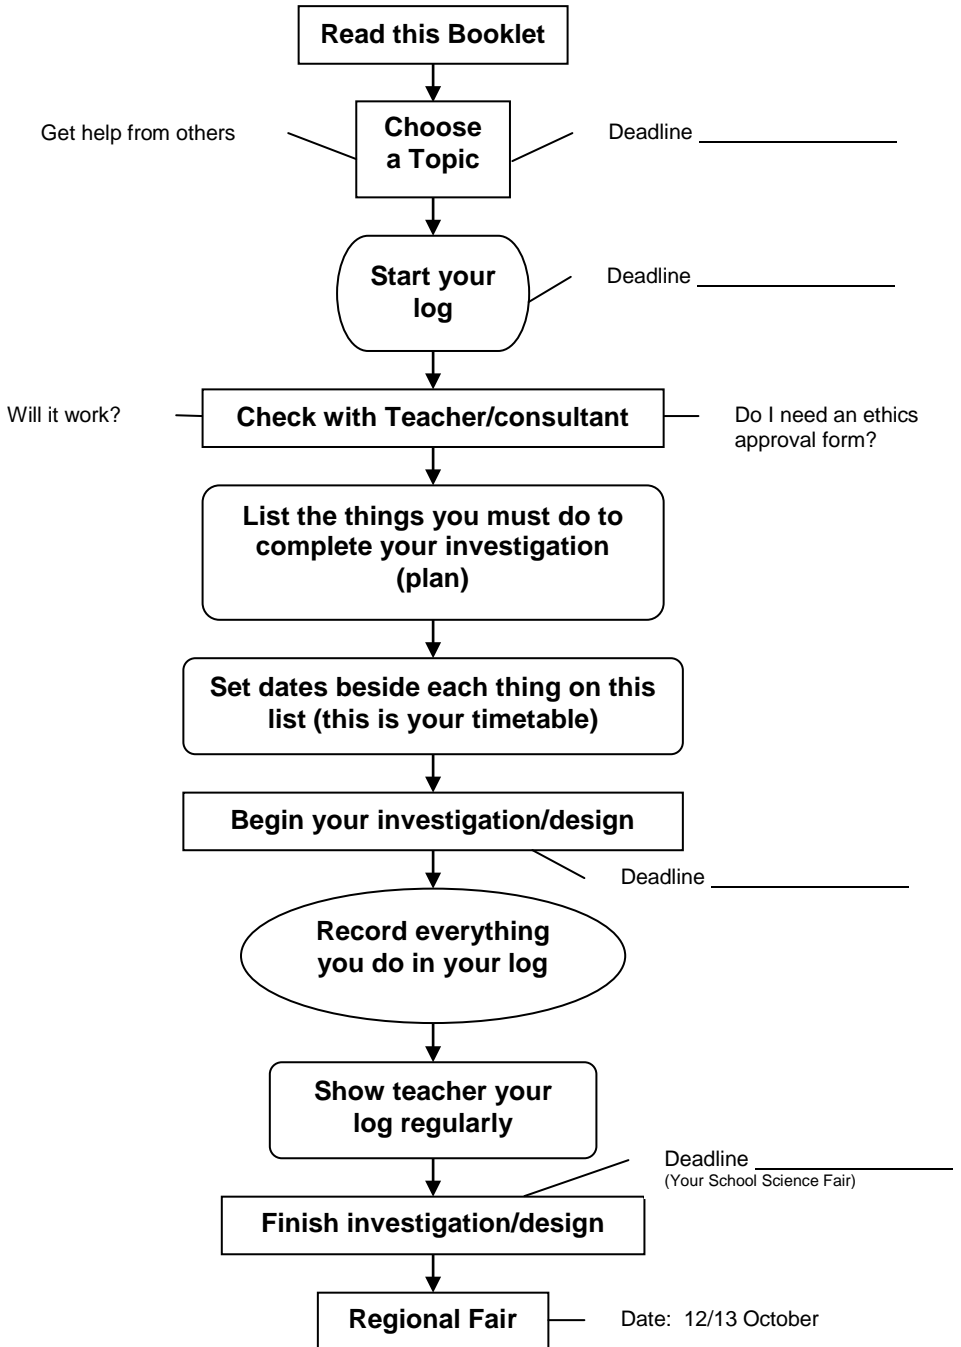 Read this Booklet
Get help from others
Choose
a Topic
Deadline
Start your
log
Deadline
Will it work?
Check with Teacher/consultant
Do I need an ethics
approval form?
List the things you must do to
complete your investigation
(plan)
Set dates beside each thing on this
list (this is your timetable)
Begin your investigation/design
Deadline
Record everything
you do in your log
Show teacher your
log regularly
Deadline
(Your School Science Fair)
Finish investigation/design
Regional Fair
Date: 12/13 October